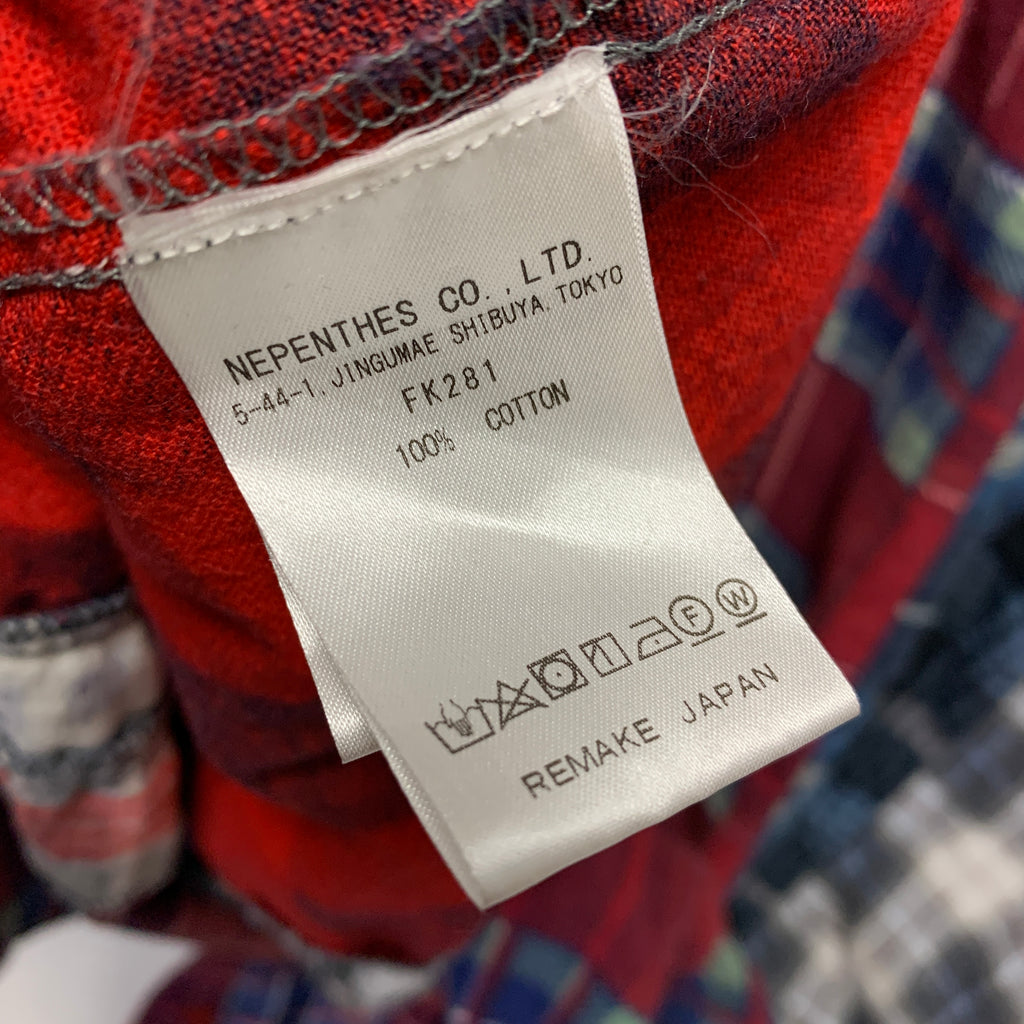 NEPENTHES CO.,LTD.
5-44-1.JINGUMAE SHIBUYA.TOKYO
FK281
100% COTTON
F W
REMAKE JAPAN